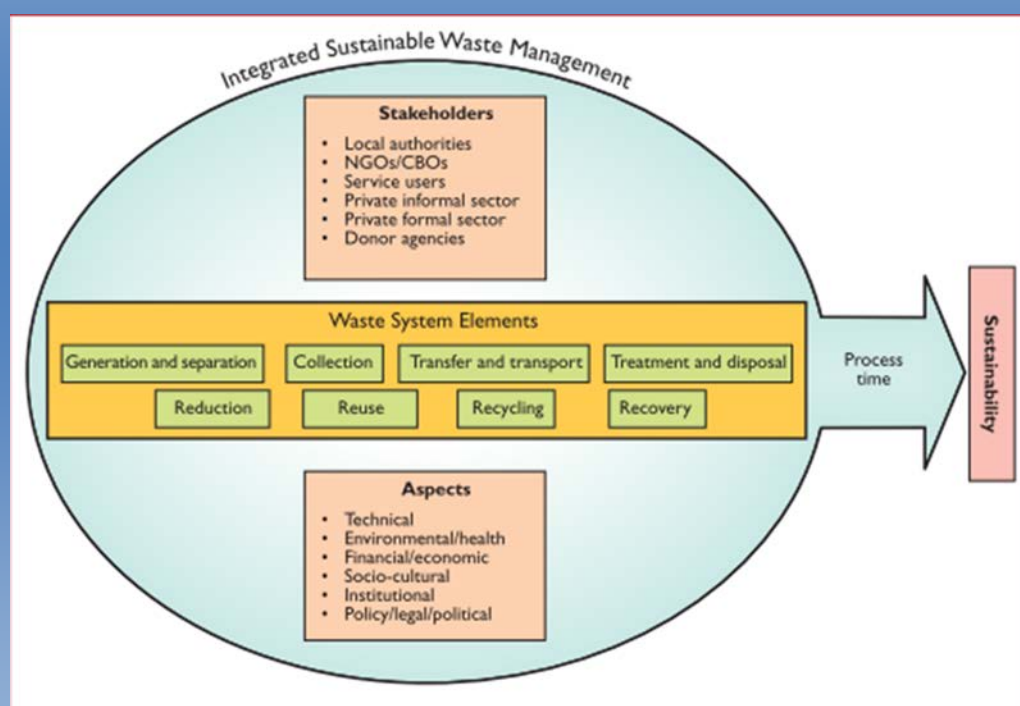 Integrated Sustainable Waste Management
Stakeholders
• Local authorities
• NGOs/CBOs
• Service users
• Private informal sector
• Private formal sector
• Donor agencies
Waste System Elements
Generation and separation
Collection
Transfer and transport
Treatment and disposal
Reduction
Reuse
Recycling
Recovery
Aspects
• Technical
• Environmental/health
• Financial/economic
• Socio-cultural
• Institutional
• Policy/legal/political
Process
time
Sustainability